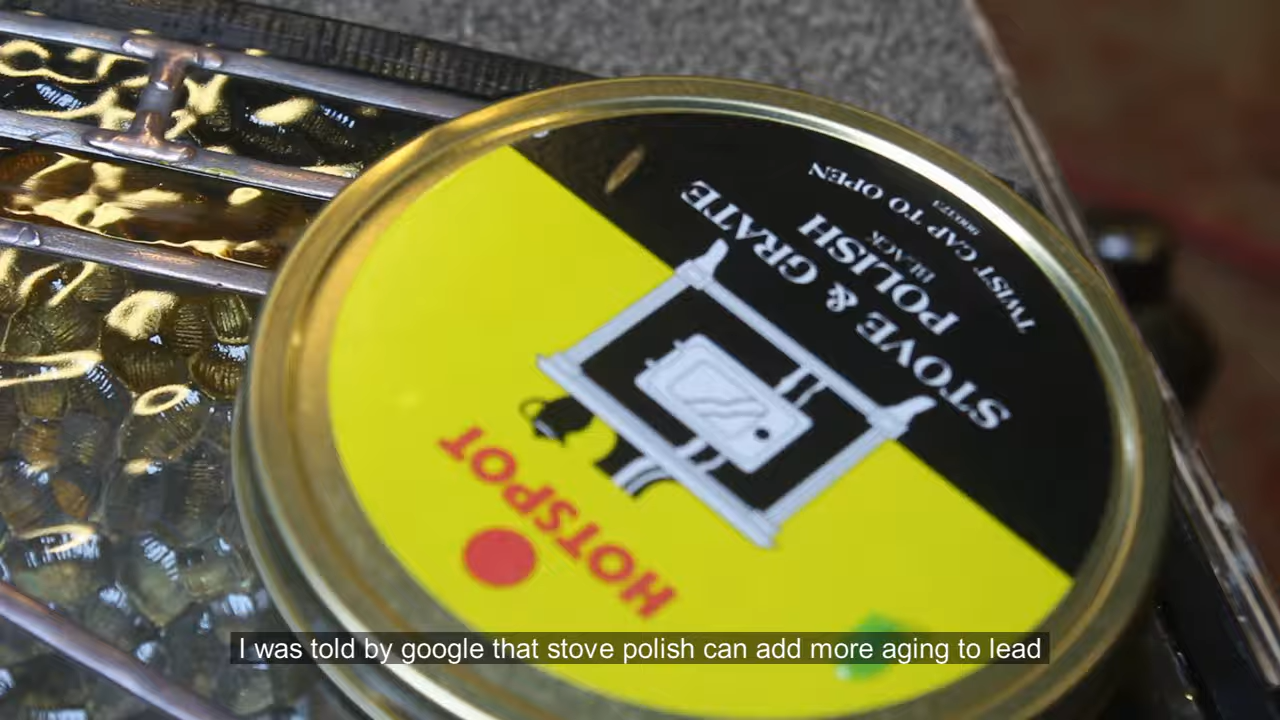 HOTSPOT
STOVE & GRATE
POLISH
BLACK
TWIST CAP TO OPEN
I was told by google that stove polish can add more aging to lead